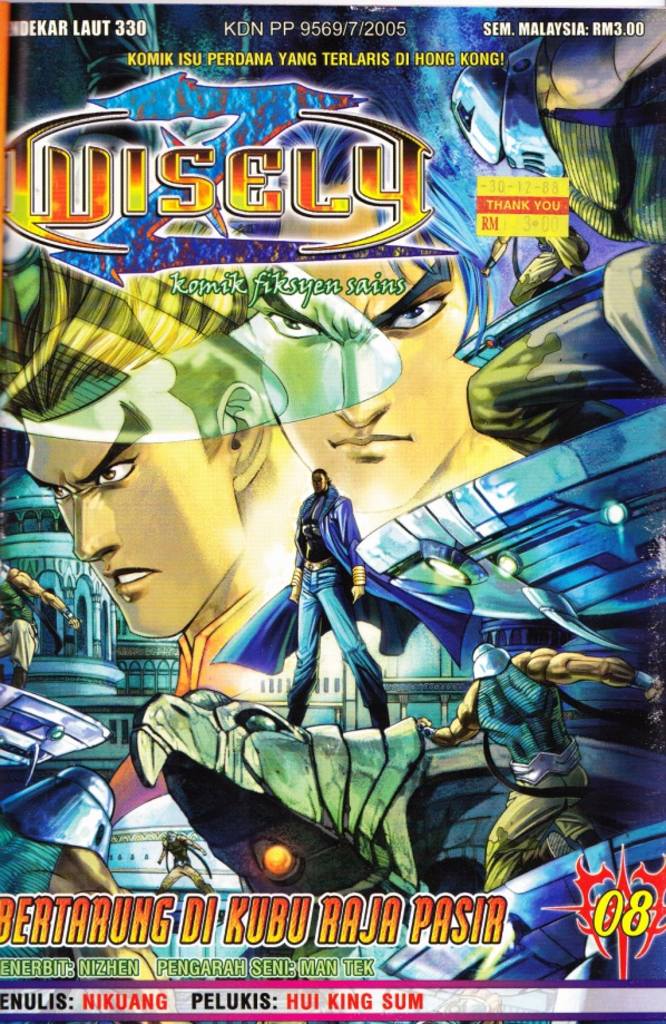 DEKAR LAUT 330
KDN PP 9569/7/2005
SEM. MALAYSIA: RM3.00
KOMIK ISU PERDANA YANG TERLARIS DI HONG KONG!
WISELY
komik fiksyen sains
-30-12-88
THANK YOU
RM 3.00
BERTARUNG DI KUBU RAJA PASIR
08
ENERBIT: NIZHEN PENGARAH SENI: MAN TEK
ENULIS: NIKUANG PELUKIS: HUI KING SUM